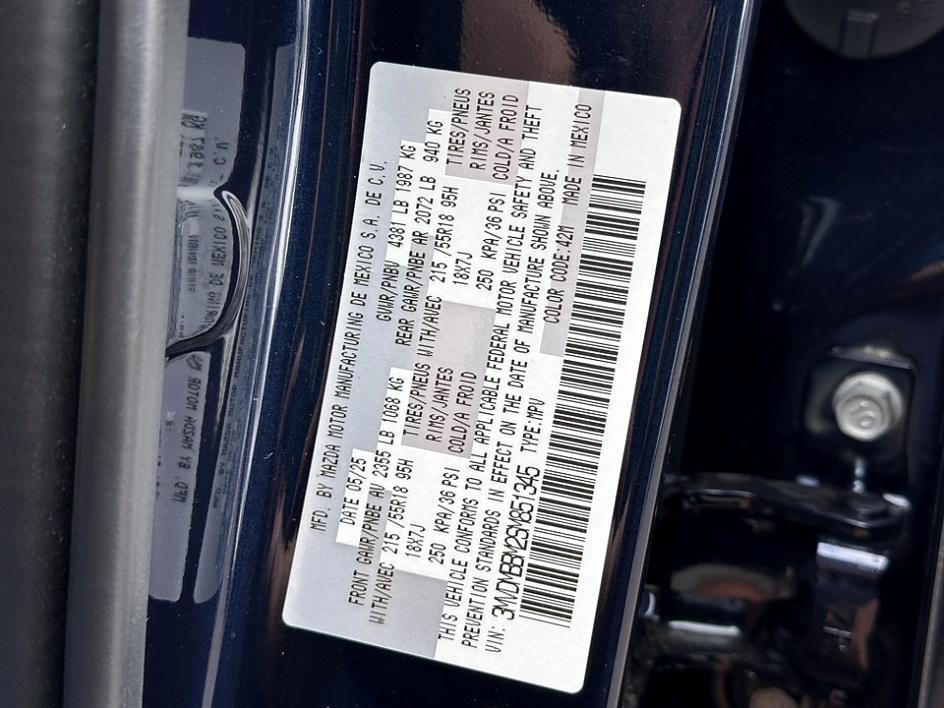 MFD. BY MAZDA MOTOR MANUFACTURING DE MEXICO S.A. DE C.V.
DATE 05/25 GVWR/PNBV 4381 LB 1987 KG
FRONT GAWR/PNBE AV 2355 LB 1068 KG REAR GAWR/PNBE AR 2072 LB 940 KG
WITH/AVEC 215 /55R18 95H TIRES/PNEUS WITH/AVEC 215 /55R18 95H TIRES/PNEUS
18X7J RIMS/JANTES 18X7J RIMS/JANTES
250 KPA/36 PSI COLD/A FROID 250 KPA/36 PSI COLD/A FROID
THIS VEHICLE CONFORMS TO ALL APPLICABLE FEDERAL MOTOR VEHICLE SAFETY AND THEFT
PREVENTION STANDARDS IN EFFECT ON THE DATE OF MANUFACTURE SHOWN ABOVE.
VIN: 3MVDMBBM2SM851345 TYPE:MPV COLOR CODE:42M MADE IN MEXICO